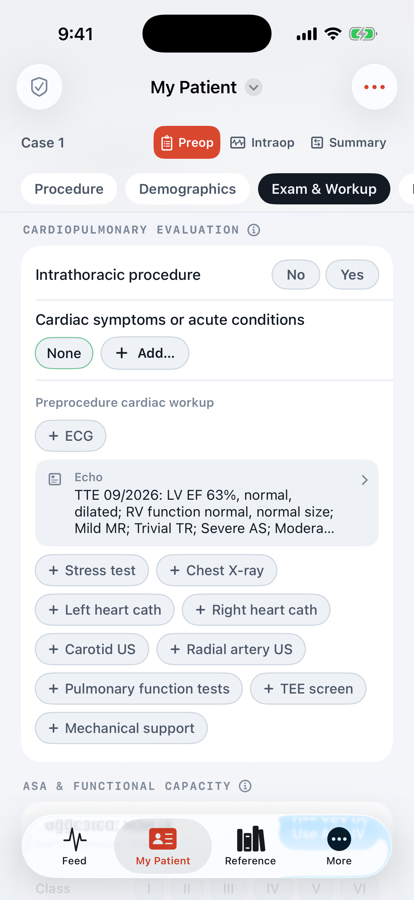 9:41
My Patient
Case 1
Preop
Intraop
Summary
Procedure
Demographics
Exam & Workup
CARDIOPULMONARY EVALUATION
Intrathoracic procedure
No
Yes
Cardiac symptoms or acute conditions
None
+ Add...
Preprocedure cardiac workup
+ ECG
Echo
TTE 09/2026: LV EF 63%, normal,
dilated; RV function normal, normal size;
Mild MR; Trivial TR; Severe AS; Modera...
+ Stress test
+ Chest X-ray
+ Left heart cath
+ Right heart cath
+ Carotid US
+ Radial artery US
+ Pulmonary function tests
+ TEE screen
+ Mechanical support
ASA & FUNCTIONAL CAPACITY
Feed
My Patient
Reference
More
Class
I
II
III
IV
V
VI